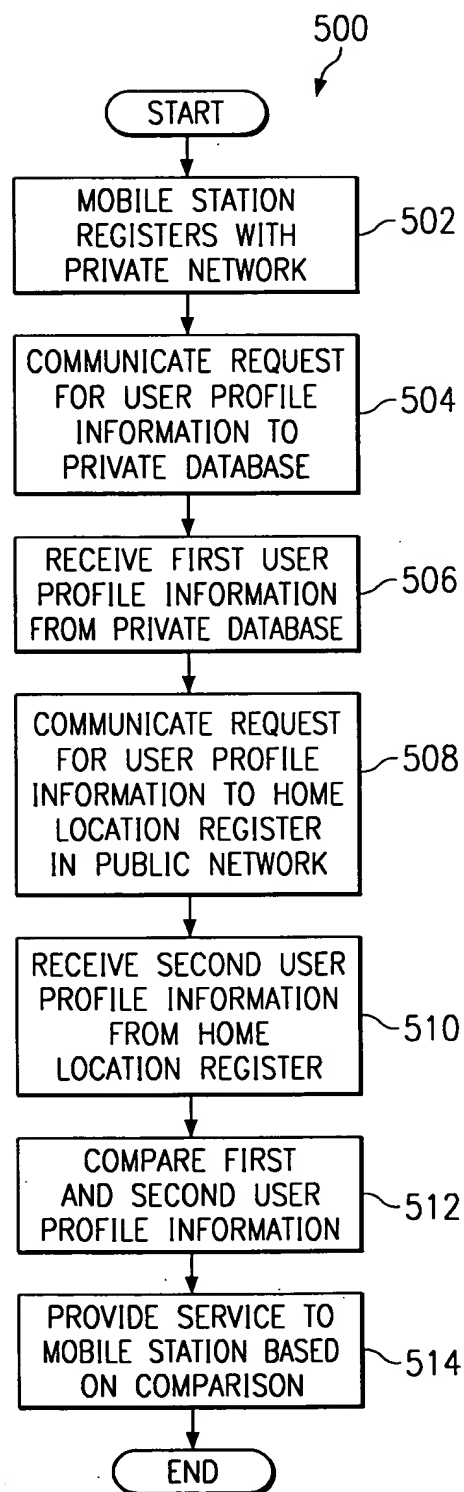 500
START
MOBILE STATION
REGISTERS WITH
PRIVATE NETWORK
502
COMMUNICATE REQUEST
FOR USER PROFILE
INFORMATION TO
PRIVATE DATABASE
504
RECEIVE FIRST USER
PROFILE INFORMATION
FROM PRIVATE DATABASE
506
COMMUNICATE REQUEST
FOR USER PROFILE
INFORMATION TO HOME
LOCATION REGISTER
IN PUBLIC NETWORK
508
RECEIVE SECOND USER
PROFILE INFORMATION
FROM HOME
LOCATION REGISTER
510
COMPARE FIRST
AND SECOND USER
PROFILE INFORMATION
512
PROVIDE SERVICE TO
MOBILE STATION BASED
ON COMPARISON
514
END